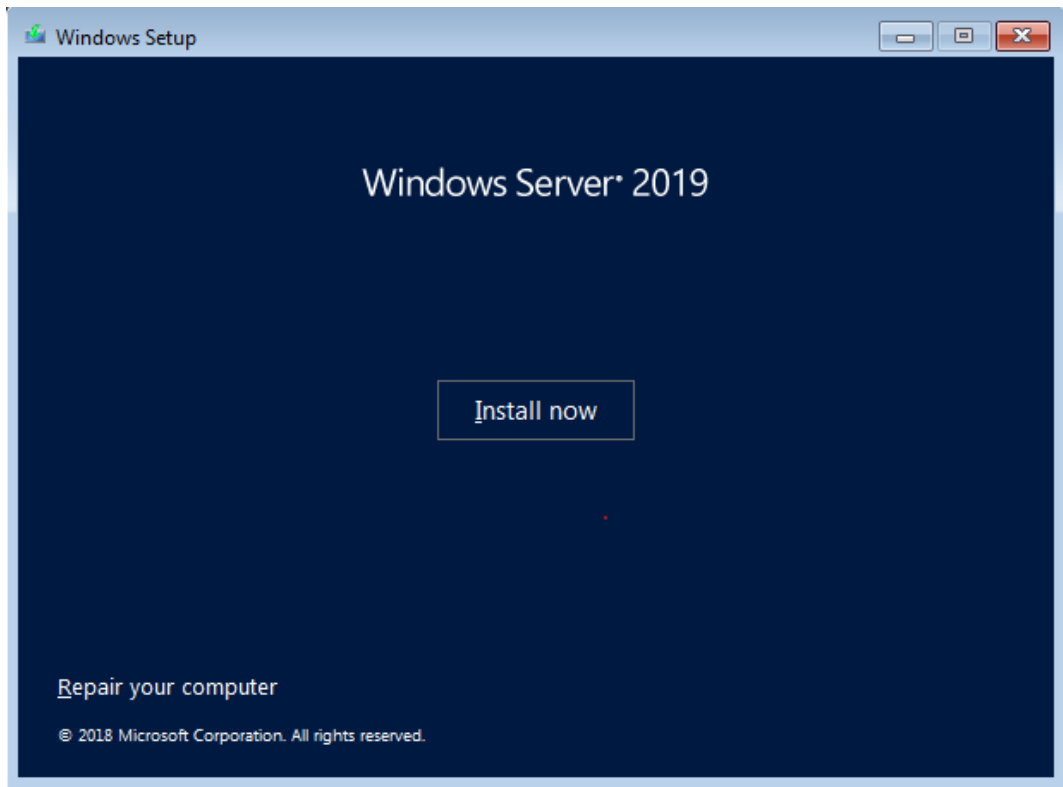 Windows Setup
Windows Server® 2019
Install now
Repair your computer
© 2018 Microsoft Corporation. All rights reserved.